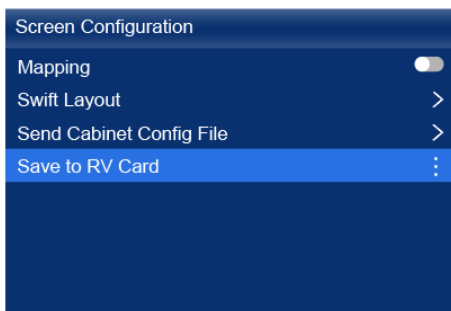 Screen Configuration
Mapping
Swift Layout
Send Cabinet Config File
Save to RV Card